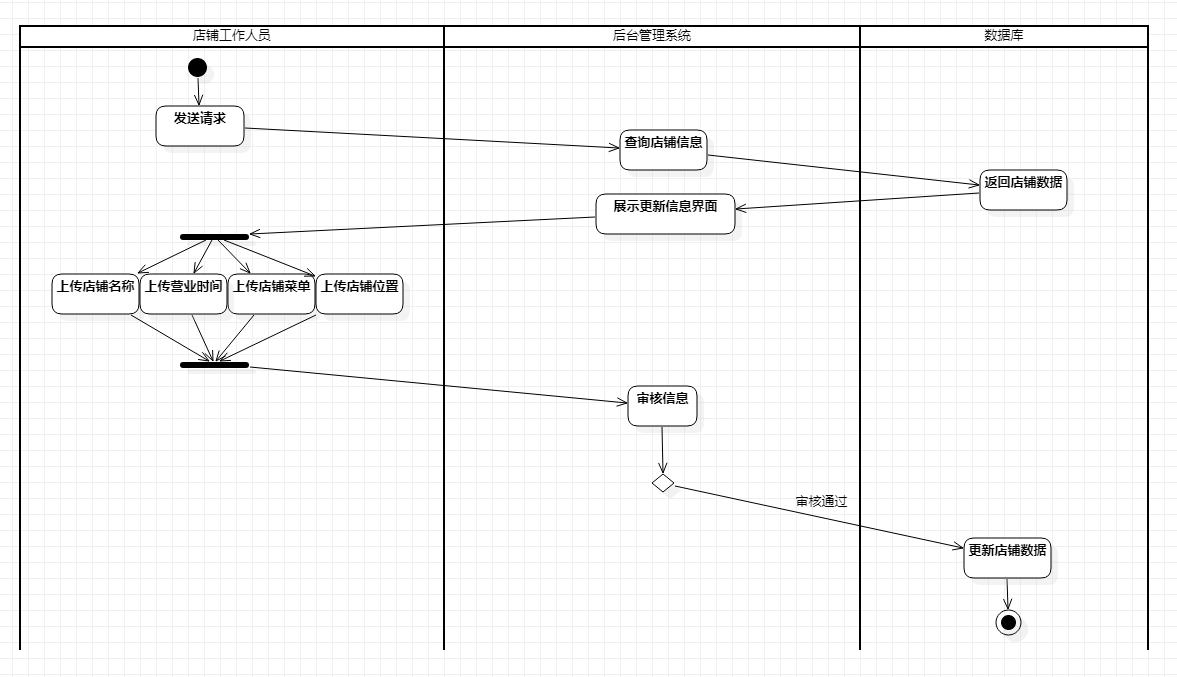 店铺工作人员
后台管理系统
数据库
发送请求
查询店铺信息
返回店铺数据
展示更新信息界面
上传店铺名称
上传营业时间
上传店铺菜单
上传店铺位置
审核信息
审核通过
更新店铺数据